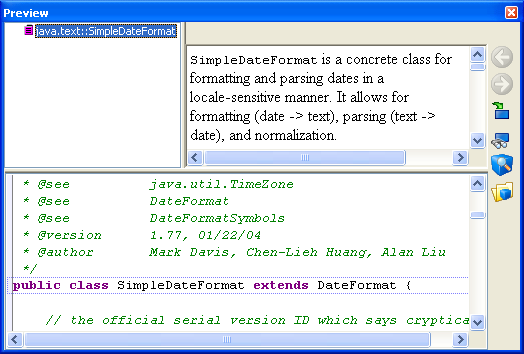 Preview
java.text::SimpleDateFormat
SimpleDateFormat is a concrete class for
formatting and parsing dates in a
locale-sensitive manner. It allows for
formatting (date -> text), parsing (text ->
date), and normalization.
* @see java.util.TimeZone
* @see DateFormat
* @see DateFormatSymbols
* @version 1.77, 01/22/04
* @author Mark Davis, Chen-Lieh Huang, Alan Liu
*/
public class SimpleDateFormat extends DateFormat {
// the official serial version ID which says cryptica